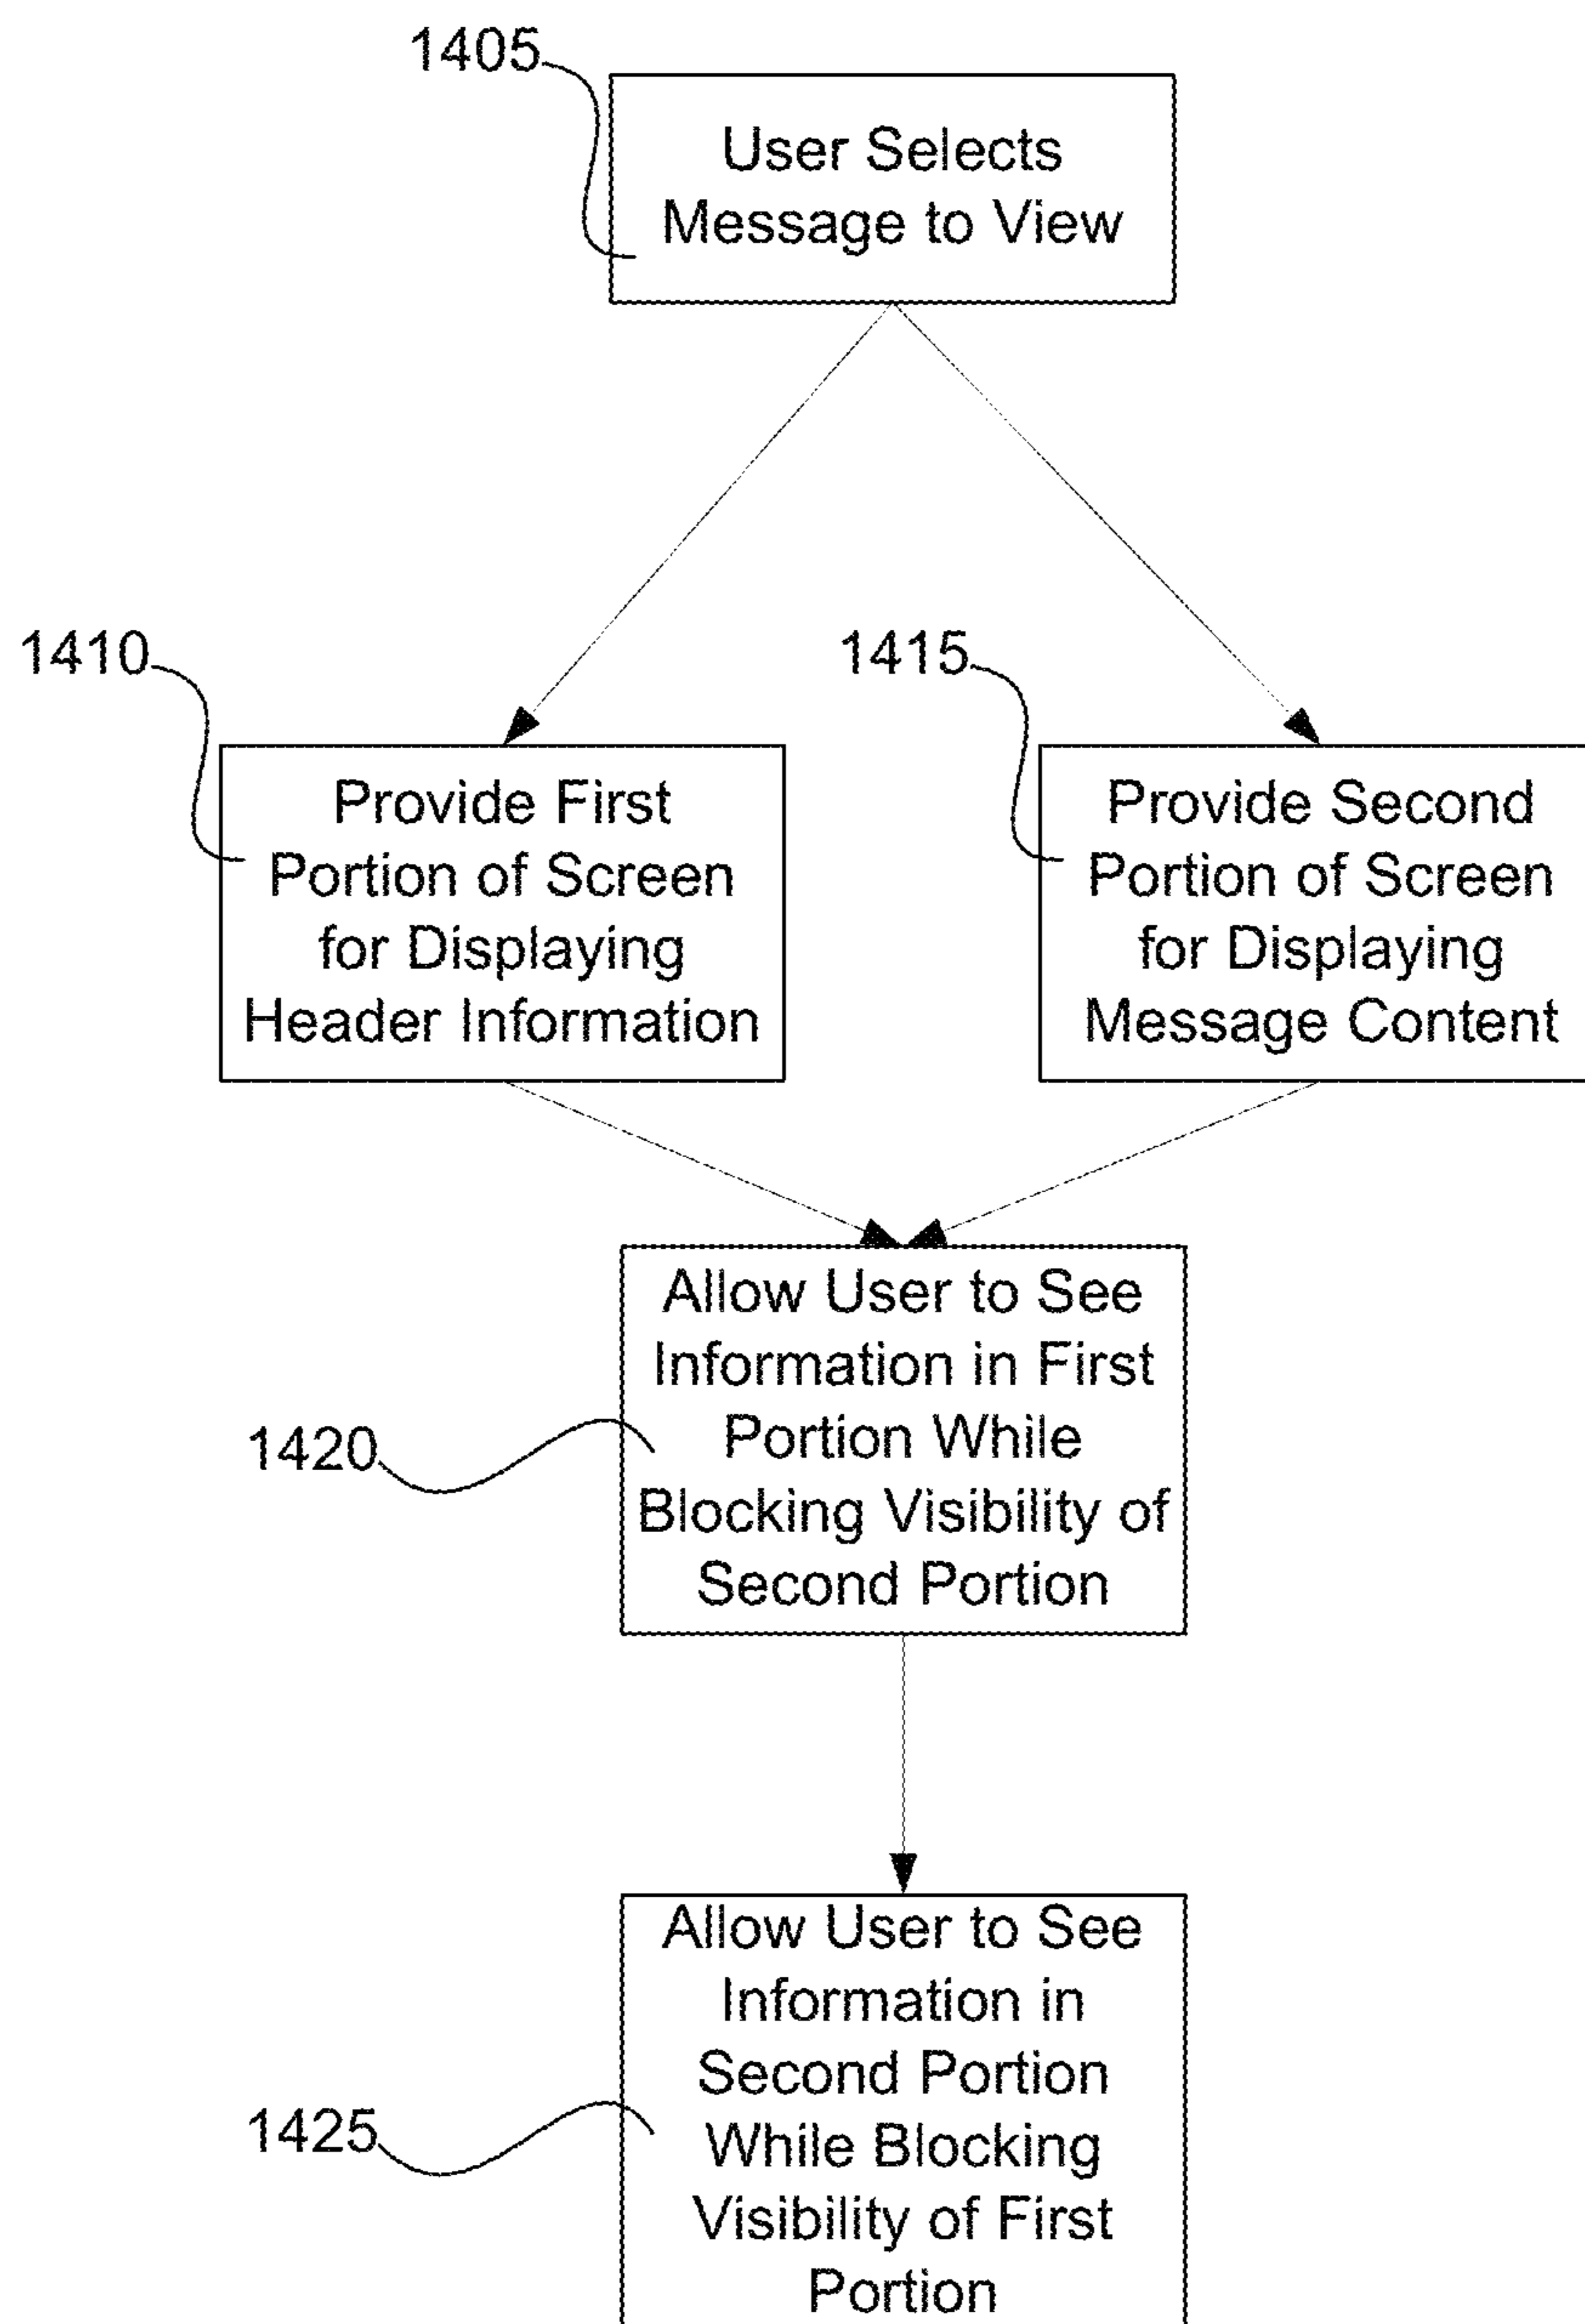 1405
User Selects
Message to View
1410
Provide First
Portion of Screen
for Displaying
Header Information
1415
Provide Second
Portion of Screen
for Displaying
Message Content
1420
Allow User to See
Information in First
Portion While
Blocking Visibility of
Second Portion
1425
Allow User to See
Information in
Second Portion
While Blocking
Visibility of First
Portion